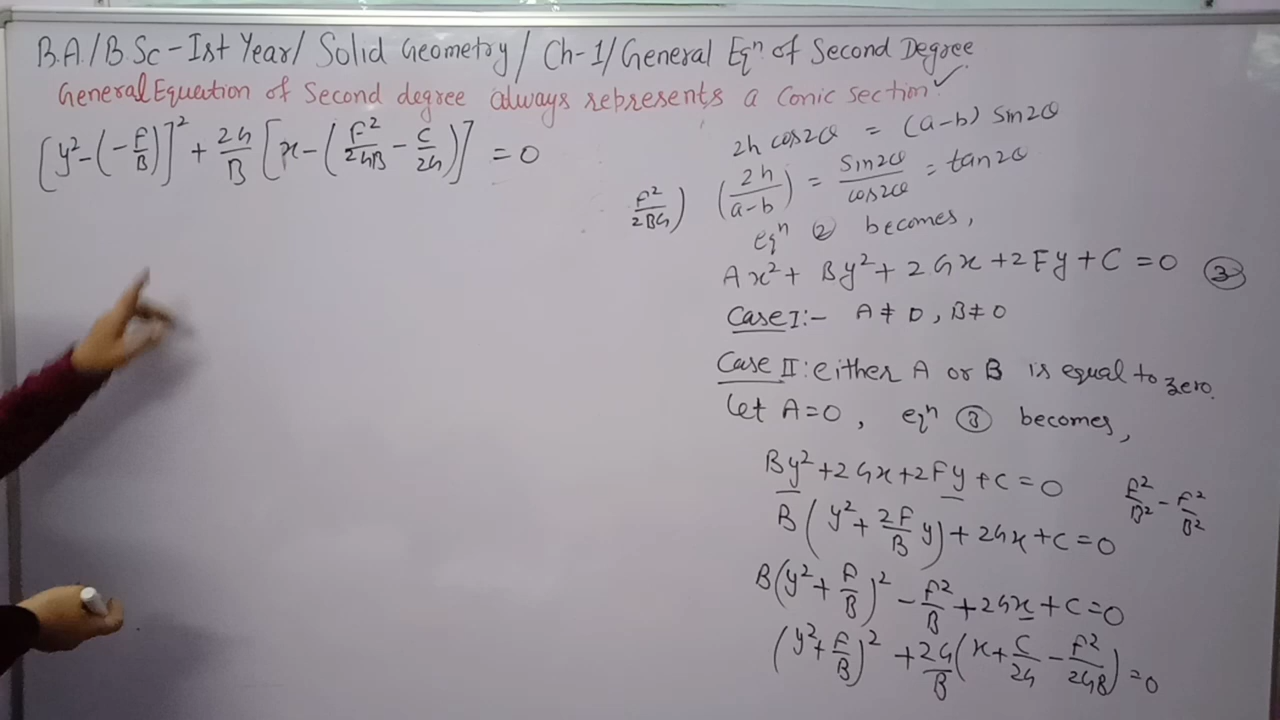 B.A./B.Sc-Ist Year/ Solid Geometry / Ch-1/General Eqⁿ of Second Degree
General Equation of Second degree always represents a Conic section ✓
[y²-(-F/B)]² + 2G/B [x-(F²/2GB - C/2G)] = 0
F²/2BG)
2h cos2θ = (a-b) sin2θ
(2h/a-b) = sin2θ/cos2θ = tan2θ
eqⁿ ② becomes,
Ax²+ By²+2Gx+2Fy+C=0 ③
Case I:- A≠0, B≠0
Case II: either A or B is equal to zero.
Let A=0, eqⁿ ③ becomes,
By²+2Gx+2Fy+C=0
F²/B² - F²/B²
B(y²+2F/B y)+2Gx+C=0
B(y²+F/B)² - F²/B +2Gx+C=0
(y²+F/B)² + 2G/B (x+C/2G - F²/2GB)=0